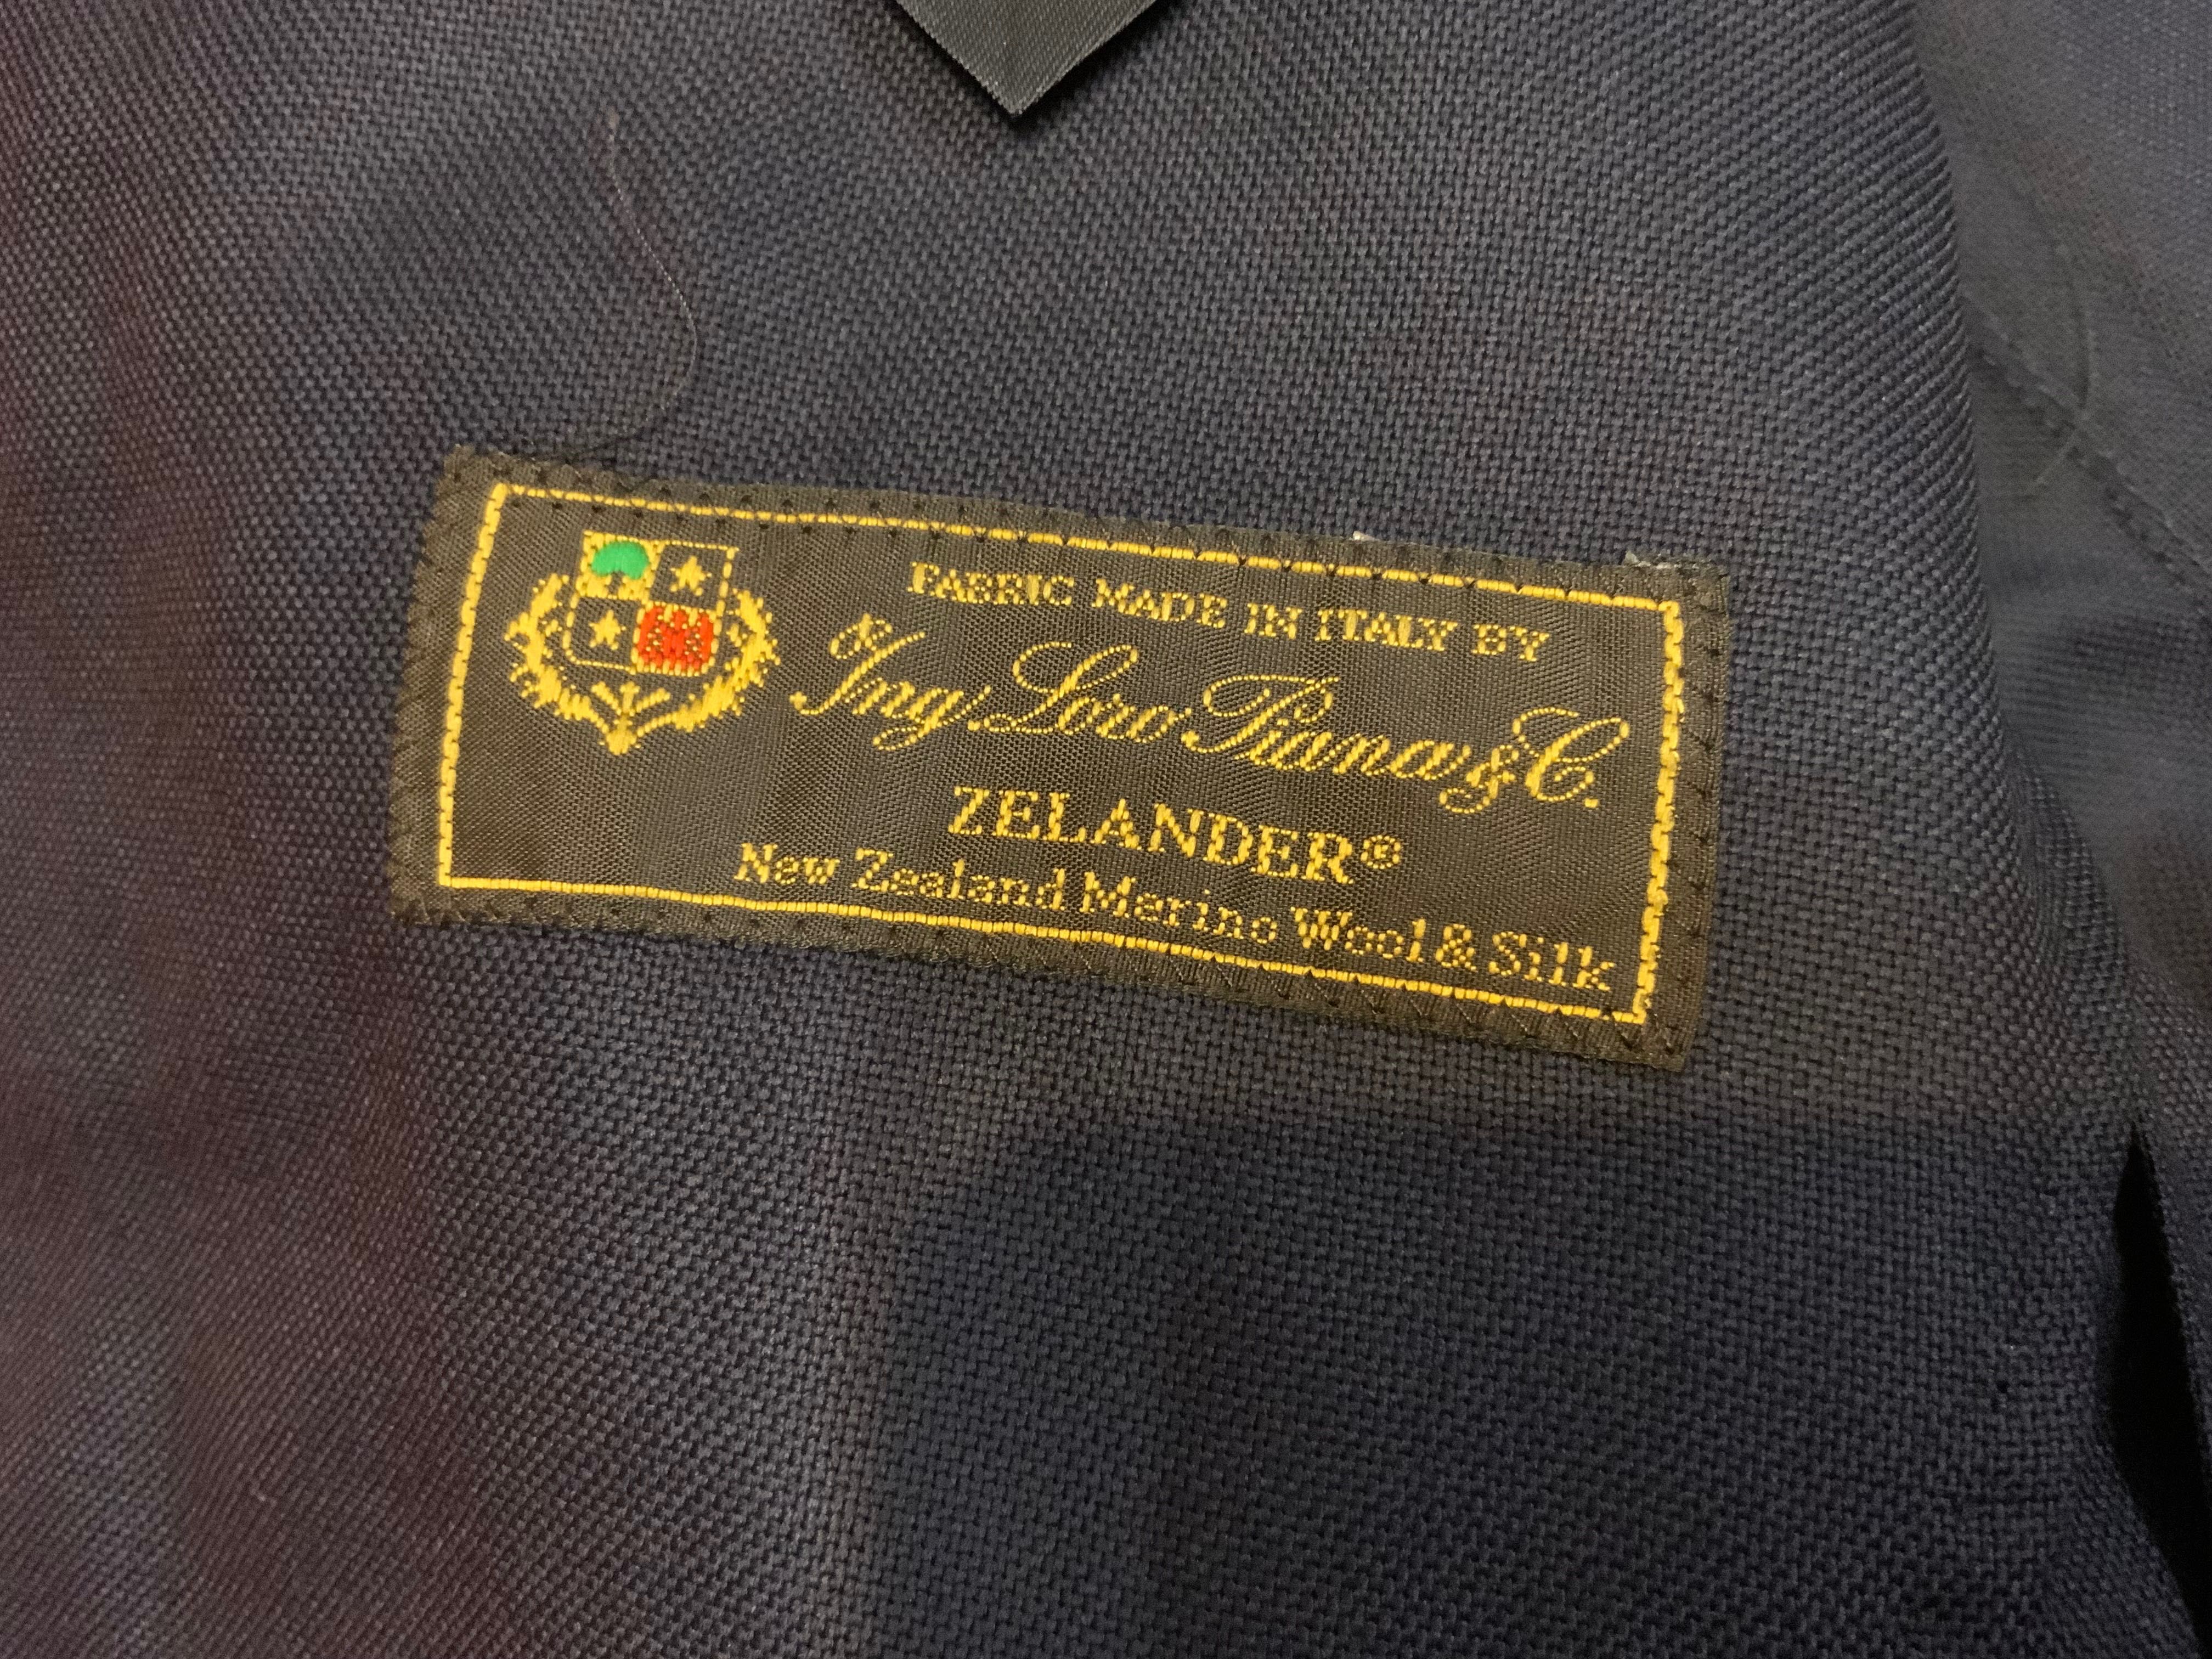 FABRIC MADE IN ITALY BY
Ing. Loro Piana & C.
ZELANDER®
New Zealand Merino Wool & Silk